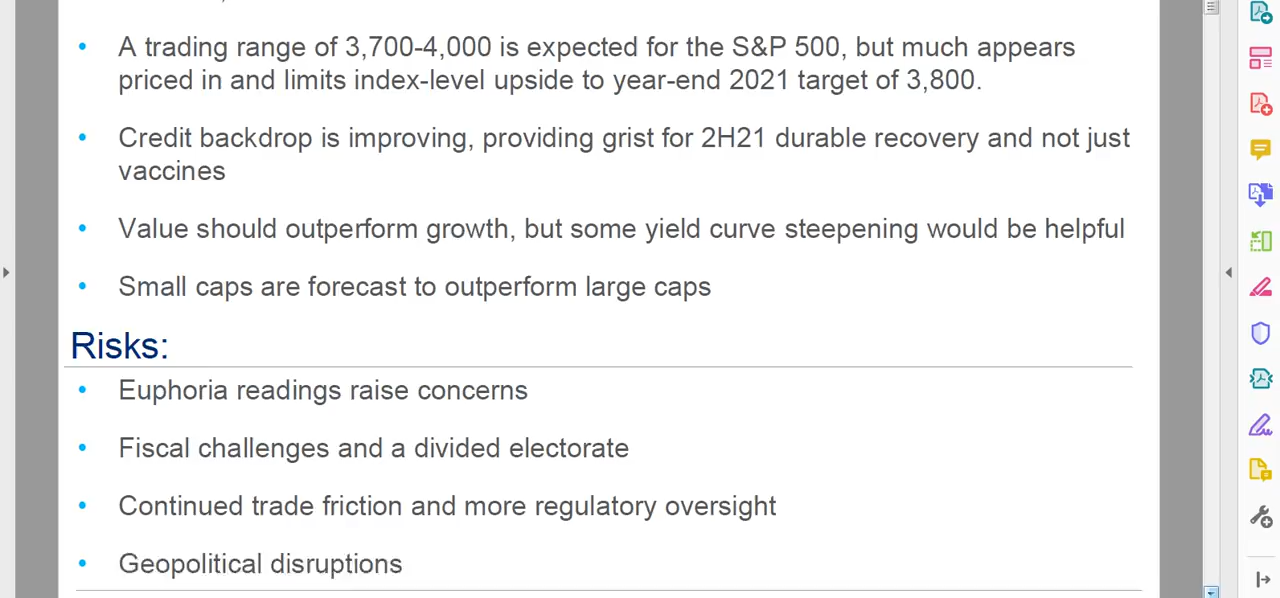 • A trading range of 3,700-4,000 is expected for the S&P 500, but much appears
priced in and limits index-level upside to year-end 2021 target of 3,800.
• Credit backdrop is improving, providing grist for 2H21 durable recovery and not just
vaccines
• Value should outperform growth, but some yield curve steepening would be helpful
• Small caps are forecast to outperform large caps
Risks:
• Euphoria readings raise concerns
• Fiscal challenges and a divided electorate
• Continued trade friction and more regulatory oversight
• Geopolitical disruptions